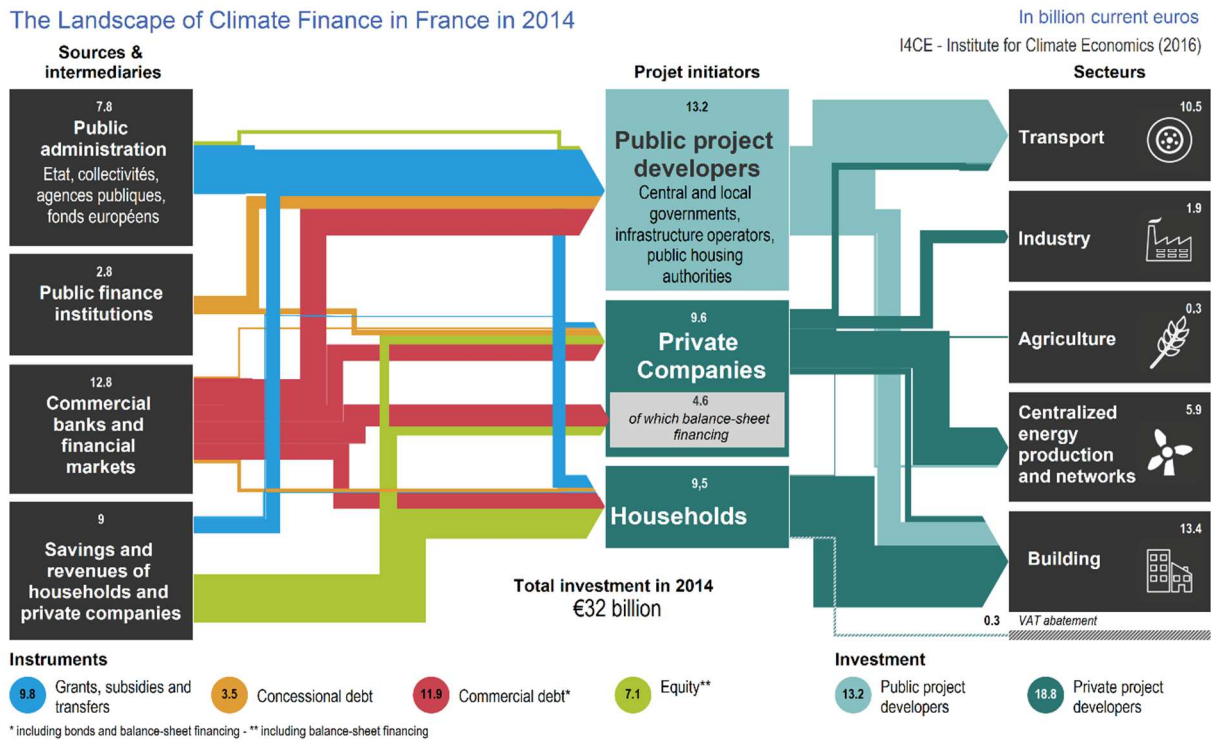 The Landscape of Climate Finance in France in 2014
In billion current euros
I4CE - Institute for Climate Economics (2016)
Sources &
intermediaries
Projet initiators
Secteurs
7.8
Public
administration
Etat, collectivités,
agences publiques,
fonds européens
2.8
Public finance
institutions
12.8
Commercial
banks and
financial
markets
9
Savings and
revenues of
households and
private companies
13.2
Public project
developers
Central and local
governments,
infrastructure operators,
public housing
authorities
9.6
Private
Companies
4.6
of which balance-sheet
financing
9,5
Households
Total investment in 2014
€32 billion
10.5
Transport
1.9
Industry
0.3
Agriculture
5.9
Centralized
energy
production
and networks
13.4
Building
0.3 VAT abatement
Instruments
9.8 Grants, subsidies and
transfers
3.5 Concessional debt
11.9 Commercial debt*
7.1 Equity**
Investment
13.2 Public project
developers
18.8 Private project
developers
* including bonds and balance-sheet financing - ** including balance-sheet financing